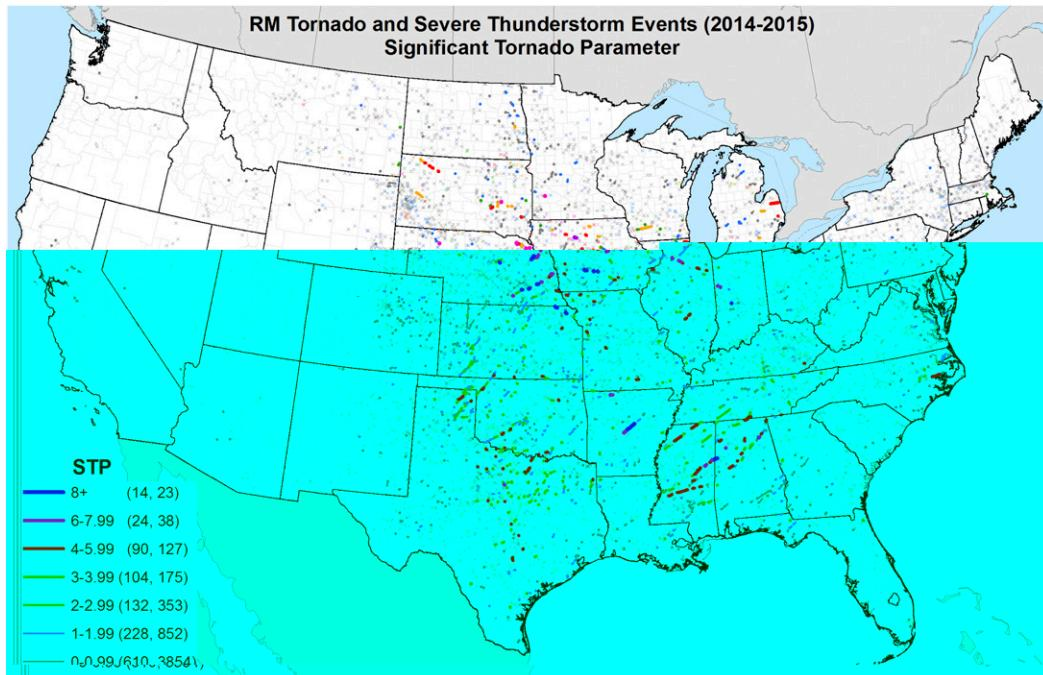 RM Tornado and Severe Thunderstorm Events (2014-2015)
Significant Tornado Parameter
STP
8+ (14, 23)
6-7.99 (24, 38)
4-5.99 (90, 127)
3-3.99 (104, 175)
2-2.99 (132, 353)
1-1.99 (228, 852)